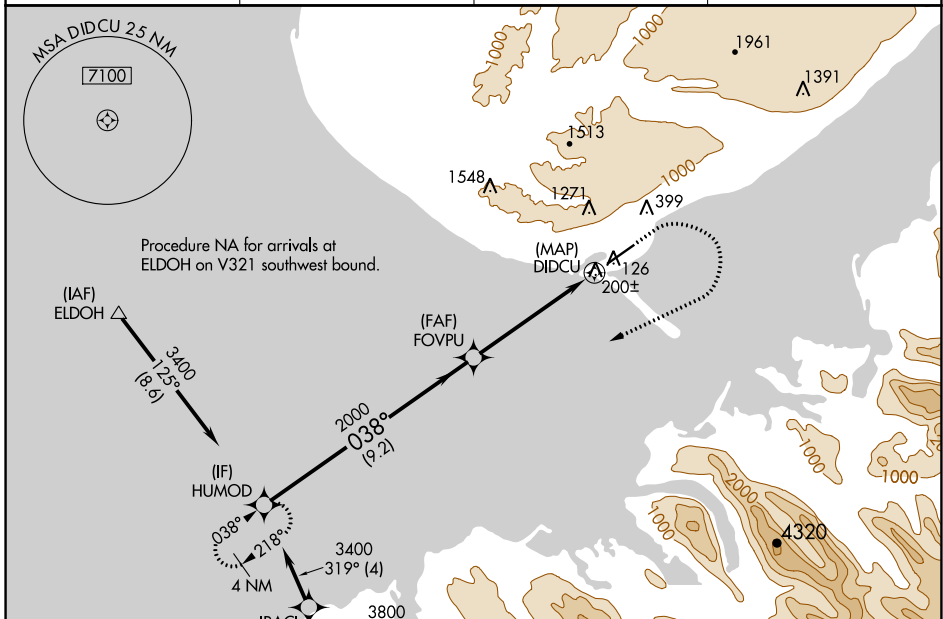 MSA DIDCU 25 NM
7100
1000
1000
1961
1391
1513
1548
1271
1000
399
Procedure NA for arrivals at
ELDOH on V321 southwest bound.
(MAP)
DIDCU
126
200±
(IAF)
ELDOH
(FAF)
FOVPU
3400
125°
(8.6)
2000
038°
(9.2)
(IF)
HUMOD
038°
218°
4 NM
3400
319° (4)
3800
1000
2000
1000
1000
4320